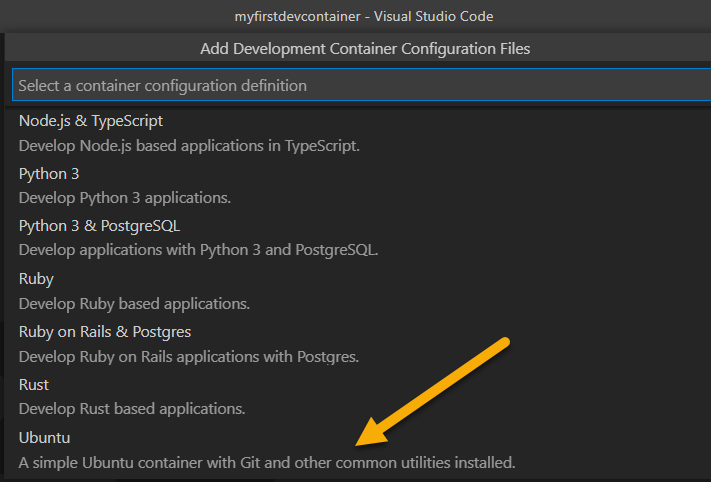 myfirstdevcontainer - Visual Studio Code
Add Development Container Configuration Files
Select a container configuration definition
Node.js & TypeScript
Develop Node.js based applications in TypeScript.
Python 3
Develop Python 3 applications.
Python 3 & PostgreSQL
Develop applications with Python 3 and PostgreSQL.
Ruby
Develop Ruby based applications.
Ruby on Rails & Postgres
Develop Ruby on Rails applications with Postgres.
Rust
Develop Rust based applications.
Ubuntu
A simple Ubuntu container with Git and other common utilities installed.